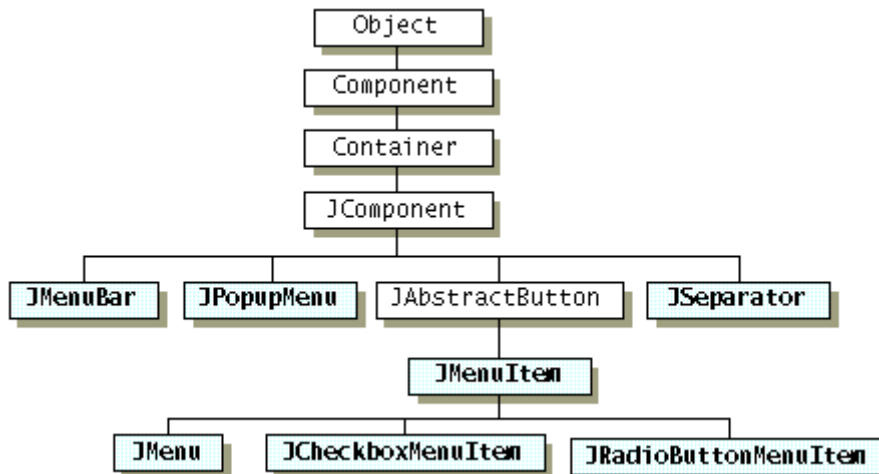 Object
Component
Container
JComponent
JMenuBar
JPopupMenu
JAbstractButton
JSeparator
JMenuItem
JMenu
JCheckboxMenuItem
JRadioButtonMenuItem